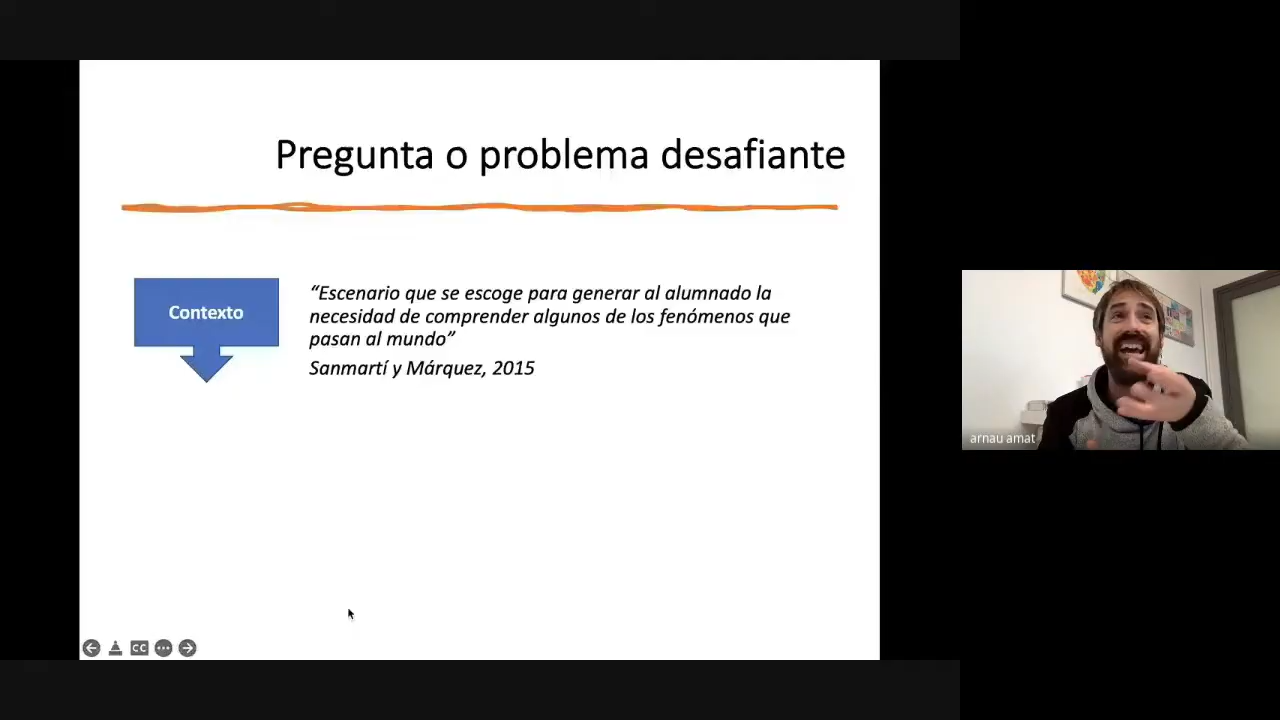 Pregunta o problema desafiante
Contexto
“Escenario que se escoge para generar al alumnado la
necesidad de comprender algunos de los fenómenos que
pasan al mundo”
Sanmartí y Márquez, 2015
arnau amat
CC